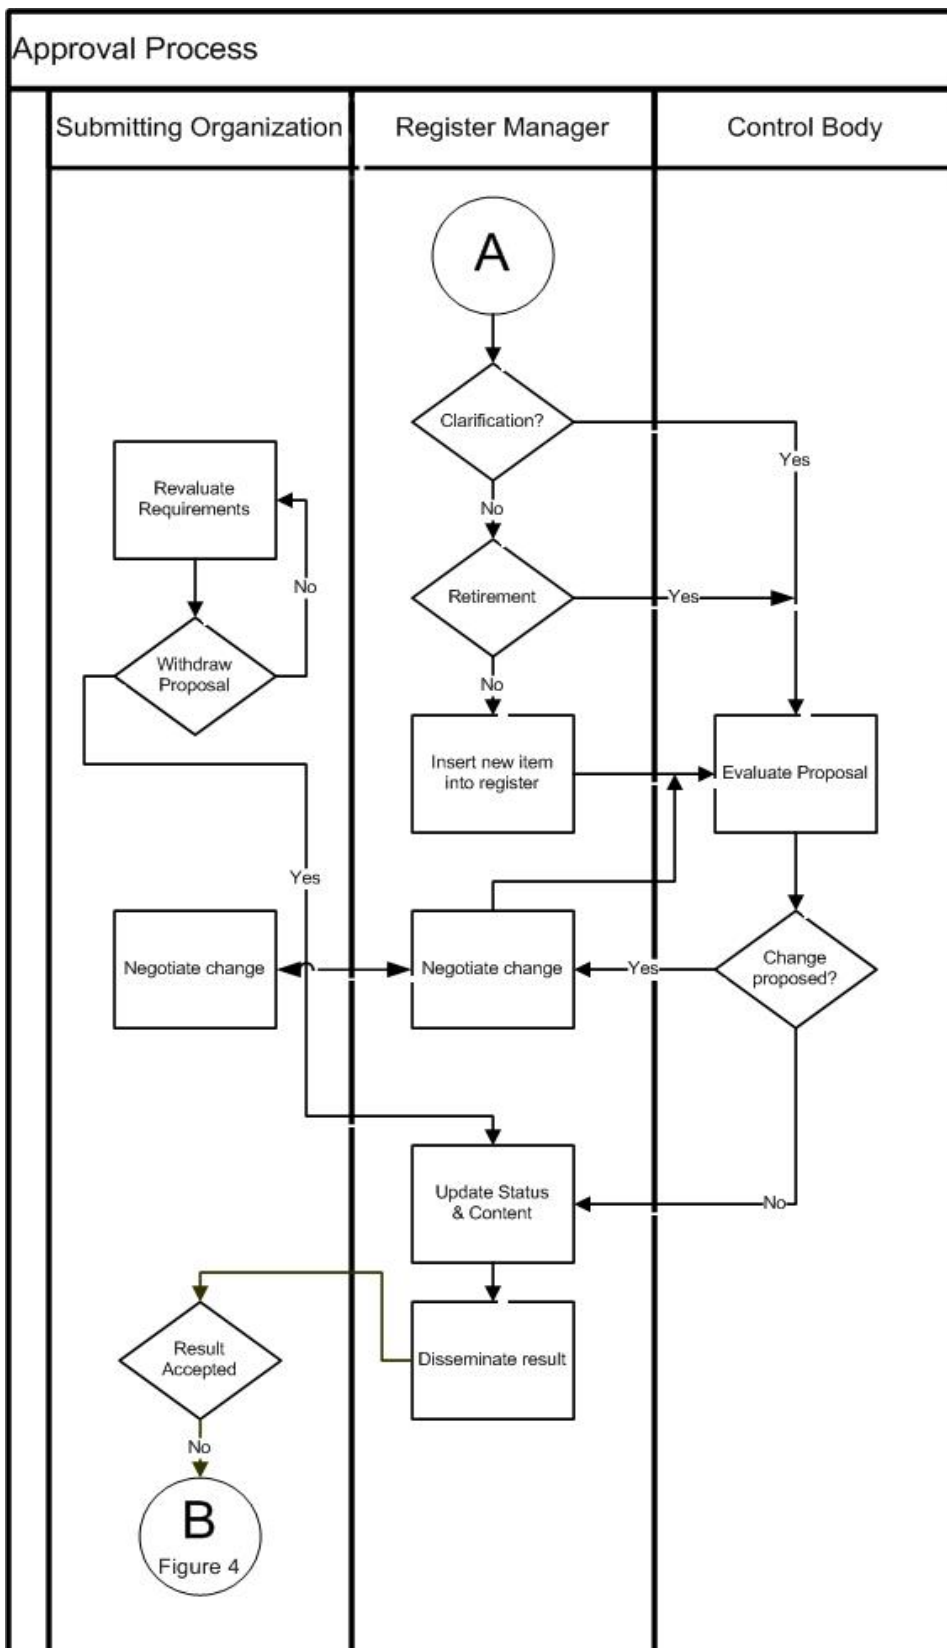 Approval Process
Submitting Organization
Register Manager
Control Body
A
Clarification?
Yes
Revaluate
Requirements
No
No
Retirement
Yes
Withdraw
Proposal
No
Insert new item
into register
Evaluate Proposal
Yes
Negotiate change
Negotiate change
Yes
Change
proposed?
Update Status
& Content
No
Result
Accepted
Disseminate result
No
B
Figure 4